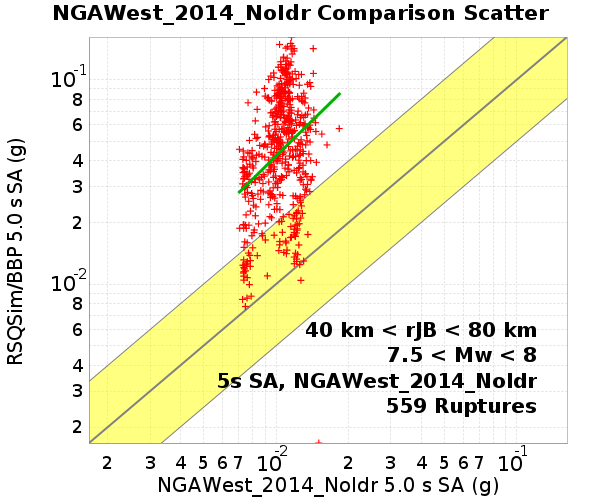 NGAWest_2014_NoIdr Comparison Scatter
RSQSim/BBP 5.0 s SA (g)
10⁻¹
8
6
4
3
2
10⁻²
8
6
4
3
2
40 km < rJB < 80 km
7.5 < Mw < 8
5s SA, NGAWest_2014_NoIdr
559 Ruptures
2 3 4 5 6 7 10⁻² 2 3 4 5 6 7 10⁻¹
NGAWest_2014_NoIdr 5.0 s SA (g)